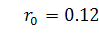 r₀ = 0.12